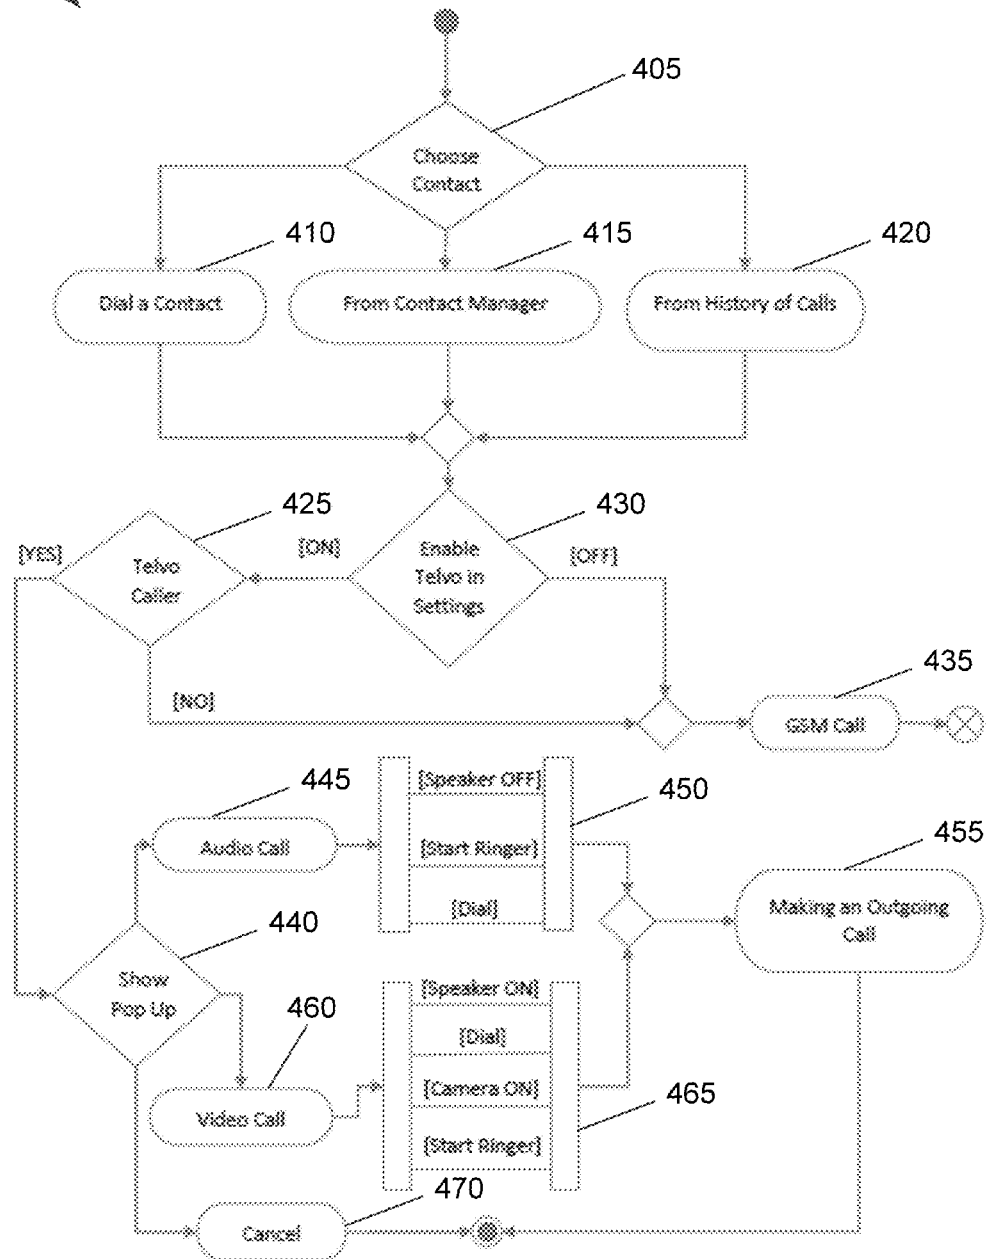 405
Choose
Contact
410
415
420
Dial a Contact
From Contact Manager
From History of Calls
425
430
[YES]
[ON]
[OFF]
Telvo
Caller
Enable
Telvo in
Settings
435
[NO]
GSM Call
445
[Speaker OFF]
450
455
Audio Call
[Start Ringer]
[Dial]
Making an Outgoing
Call
440
Show
Pop Up
460
[Speaker ON]
[Dial]
[Camera ON]
465
Video Call
[Start Ringer]
470
Cancel